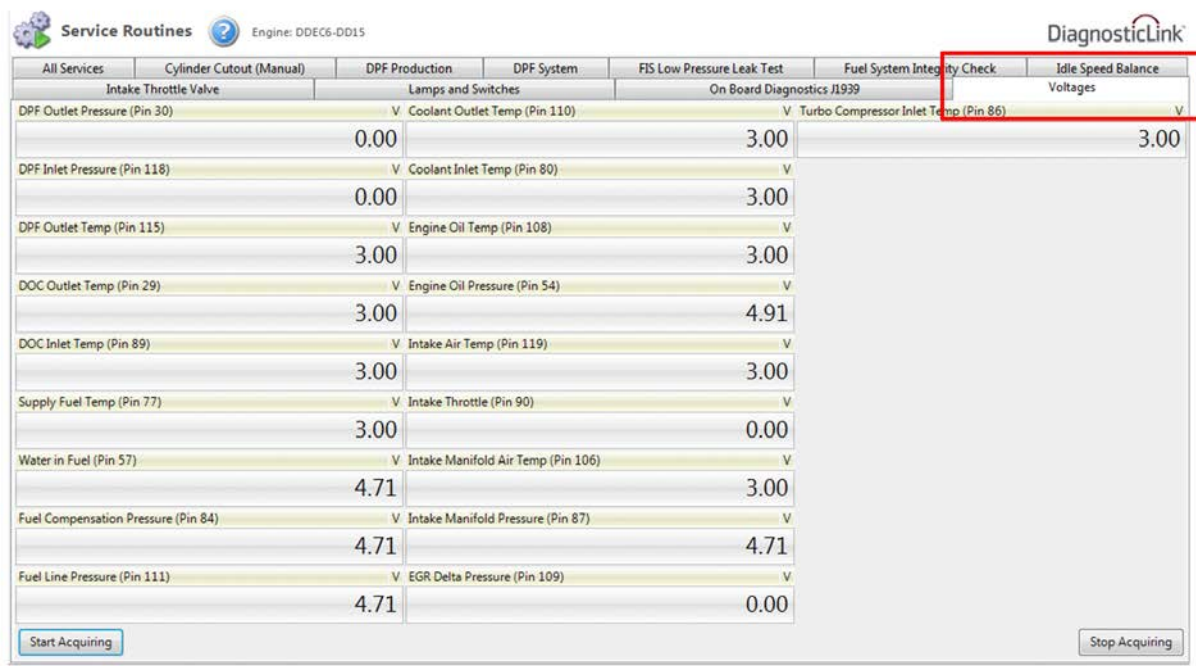 Service Routines ? Engine: DDEC6-DD15 DiagnosticLink
All Services Cylinder Cutout (Manual) DPF Production DPF System FIS Low Pressure Leak Test Fuel System Integrity Check Idle Speed Balance
Intake Throttle Valve Lamps and Switches On Board Diagnostics J1939 Voltages
DPF Outlet Pressure (Pin 30) V Coolant Outlet Temp (Pin 110) V Turbo Compressor Inlet Temp (Pin 86) V
0.00 3.00 3.00
DPF Inlet Pressure (Pin 118) V Coolant Inlet Temp (Pin 80) V
0.00 3.00
DPF Outlet Temp (Pin 115) V Engine Oil Temp (Pin 108) V
3.00 3.00
DOC Outlet Temp (Pin 29) V Engine Oil Pressure (Pin 54) V
3.00 4.91
DOC Inlet Temp (Pin 89) V Intake Air Temp (Pin 119) V
3.00 3.00
Supply Fuel Temp (Pin 77) V Intake Throttle (Pin 90) V
3.00 0.00
Water in Fuel (Pin 57) V Intake Manifold Air Temp (Pin 106) V
4.71 3.00
Fuel Compensation Pressure (Pin 84) V Intake Manifold Pressure (Pin 87) V
4.71 4.71
Fuel Line Pressure (Pin 111) V EGR Delta Pressure (Pin 109) V
4.71 0.00
Start Acquiring Stop Acquiring